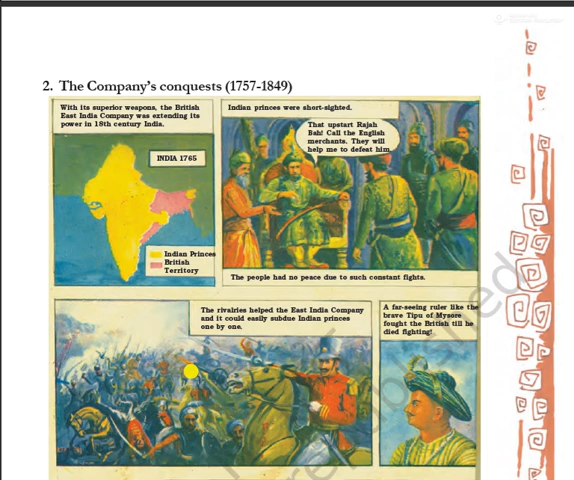 2. The Company's conquests (1757-1849)
With its superior weapons, the British
East India Company was extending its
power in 18th century India.
INDIA 1765
Indian Princes
British
Territory
Indian princes were short-sighted.
That upstart Rajah
Bah! Call the English
merchants. They will
help me to defeat him.
The people had no peace due to such constant fights.
The rivalries helped the East India Company
and it could easily subdue Indian princes
one by one.
A far-seeing ruler like the
brave Tipu of Mysore
fought the British till he
died fighting!